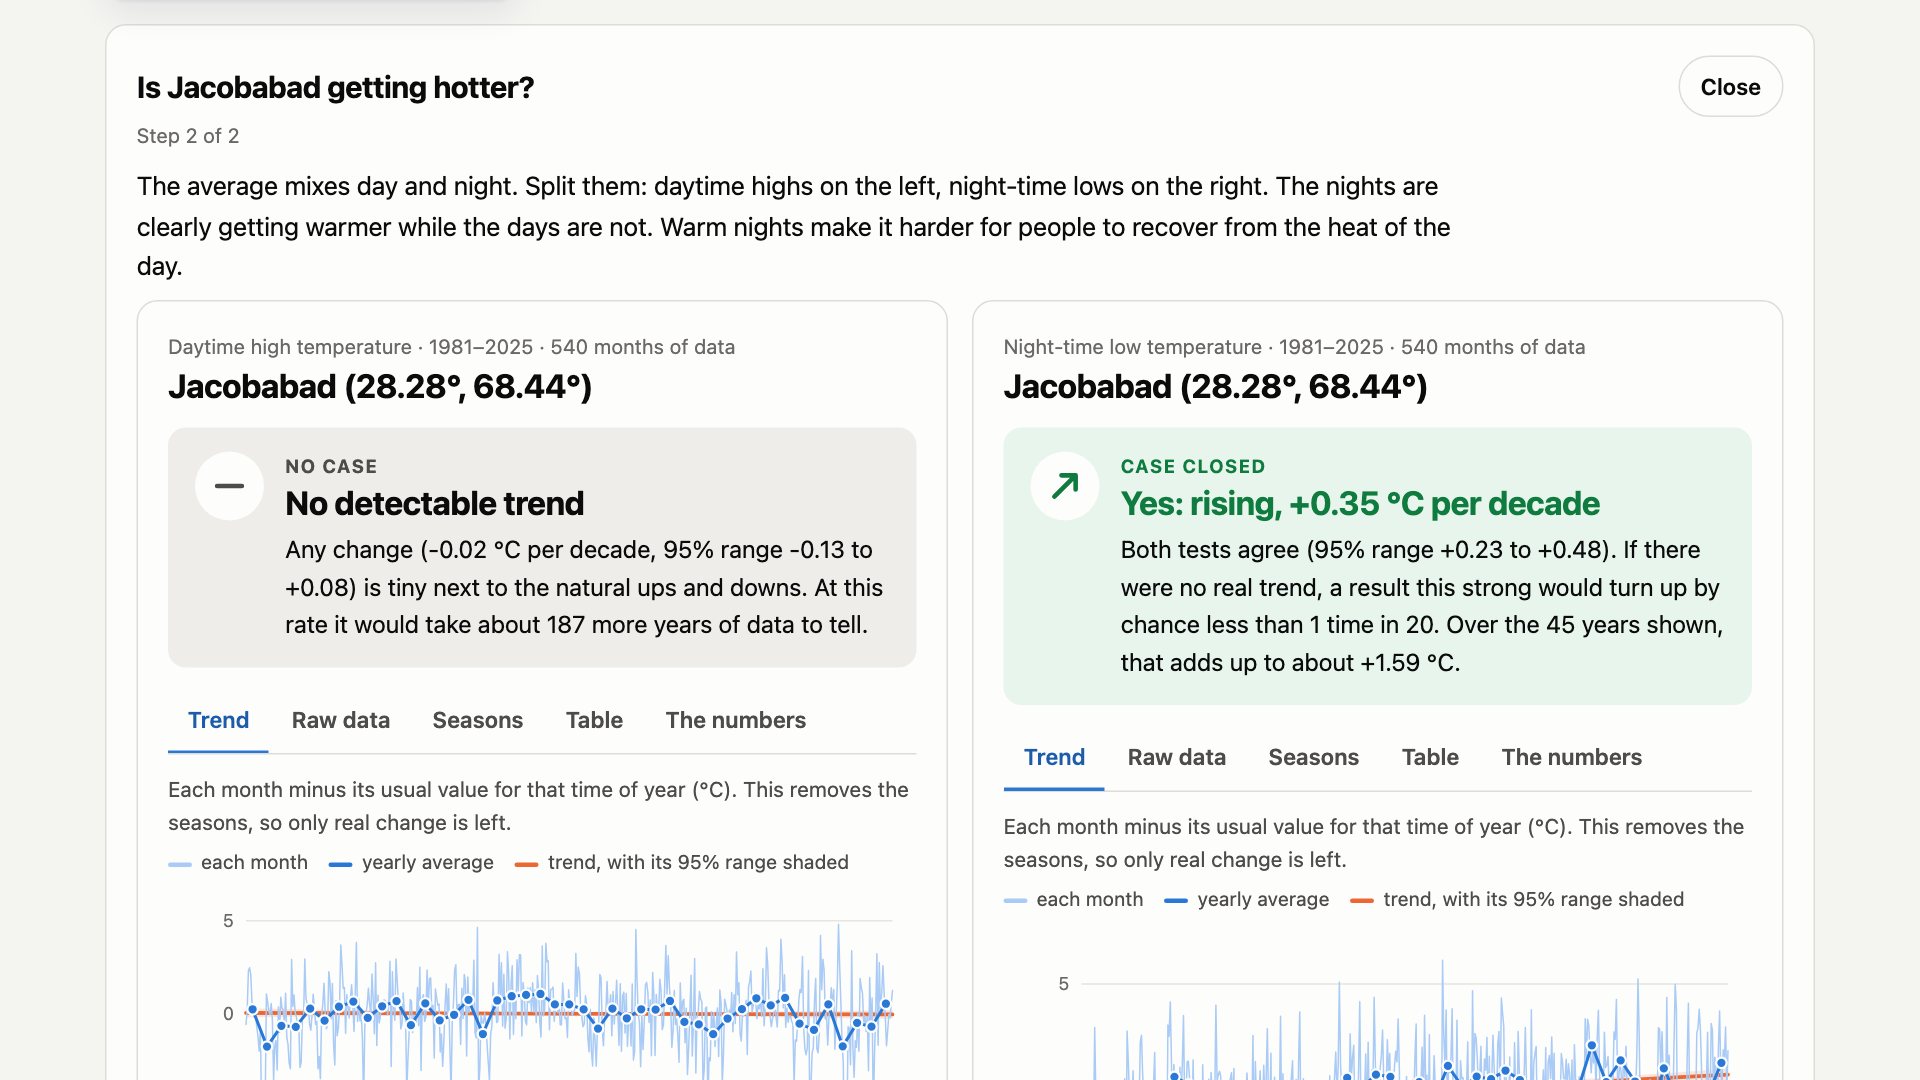 Is Jacobabad getting hotter?
Close
Step 2 of 2
The average mixes day and night. Split them: daytime highs on the left, night-time lows on the right. The nights are
clearly getting warmer while the days are not. Warm nights make it harder for people to recover from the heat of the
day.
Daytime high temperature · 1981–2025 · 540 months of data
Jacobabad (28.28°, 68.44°)
NO CASE
No detectable trend
Any change (-0.02 °C per decade, 95% range -0.13 to
+0.08) is tiny next to the natural ups and downs. At this
rate it would take about 187 more years of data to tell.
Trend Raw data Seasons Table The numbers
Each month minus its usual value for that time of year (°C). This removes the
seasons, so only real change is left.
each month yearly average trend, with its 95% range shaded
5
0
Night-time low temperature · 1981–2025 · 540 months of data
Jacobabad (28.28°, 68.44°)
CASE CLOSED
Yes: rising, +0.35 °C per decade
Both tests agree (95% range +0.23 to +0.48). If there
were no real trend, a result this strong would turn up by
chance less than 1 time in 20. Over the 45 years shown,
that adds up to about +1.59 °C.
Trend Raw data Seasons Table The numbers
Each month minus its usual value for that time of year (°C). This removes the
seasons, so only real change is left.
each month yearly average trend, with its 95% range shaded
5